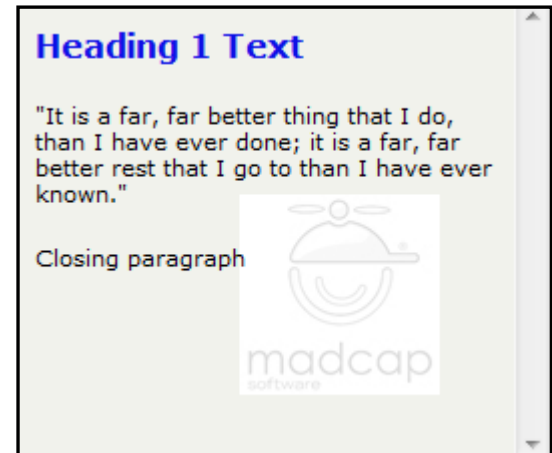 Heading 1 Text
"It is a far, far better thing that I do,
than I have ever done; it is a far, far
better rest that I go to than I have ever
known."
Closing paragraph
madcap
software